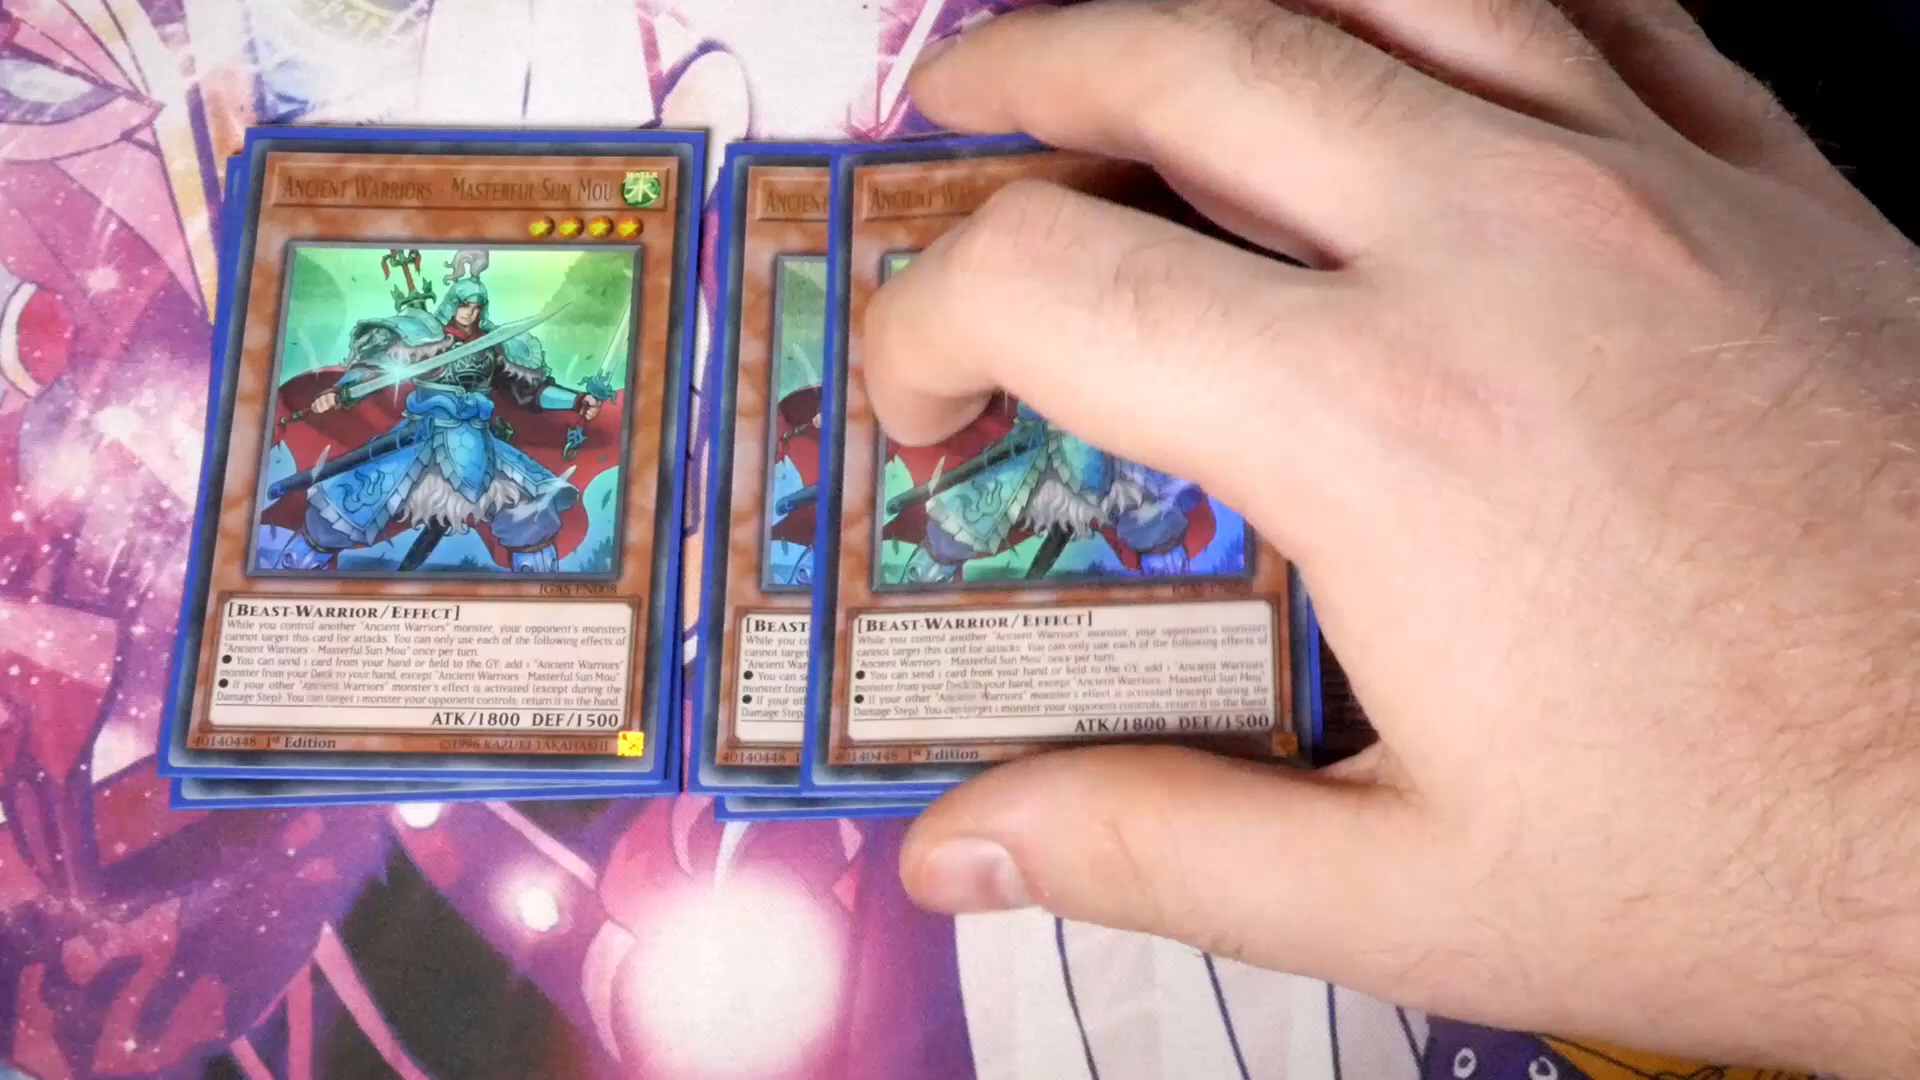 ANCIENT WARRIORS - MASTERFUL SUN MOU
WATER
水
IGAS-EN008
[BEAST-WARRIOR/EFFECT]
While you control another "Ancient Warriors" monster, your opponent's monsters
cannot target this card for attacks. You can only use each of the following effects of
"Ancient Warriors - Masterful Sun Mou" once per turn.
● You can send 1 card from your hand or field to the GY; add 1 "Ancient Warriors"
monster from your Deck to your hand, except "Ancient Warriors - Masterful Sun Mou"
● If your other "Ancient Warriors" monster's effect is activated (except during the
Damage Step): You can target 1 monster your opponent controls; return it to the hand.
ATK/1800 DEF/1500
40140448 1st Edition
©1996 KAZUKI TAKAHASHI
ANCIENT
[BEAST-
While you co
cannot target
"Ancient War
● You can se
monster from
● If your ot
Damage Step
40140448 1
ANCIENT WA
[BEAST-WARRIOR/EFFECT]
While you control another "Ancient Warriors" monster, your opponent's monsters
cannot target this card for attacks. You can only use each of the following effects of
"Ancient Warriors - Masterful Sun Mou" once per turn.
● You can send 1 card from your hand or field to the GY; add 1 "Ancient Warriors"
monster from your Deck to your hand, except "Ancient Warriors - Masterful Sun Mou"
● If your other "Ancient Warriors" monster's effect is activated (except during the
Damage Step): You can target 1 monster your opponent controls; return it to the hand.
ATK/1800 DEF/1500
40140448 1st Edition